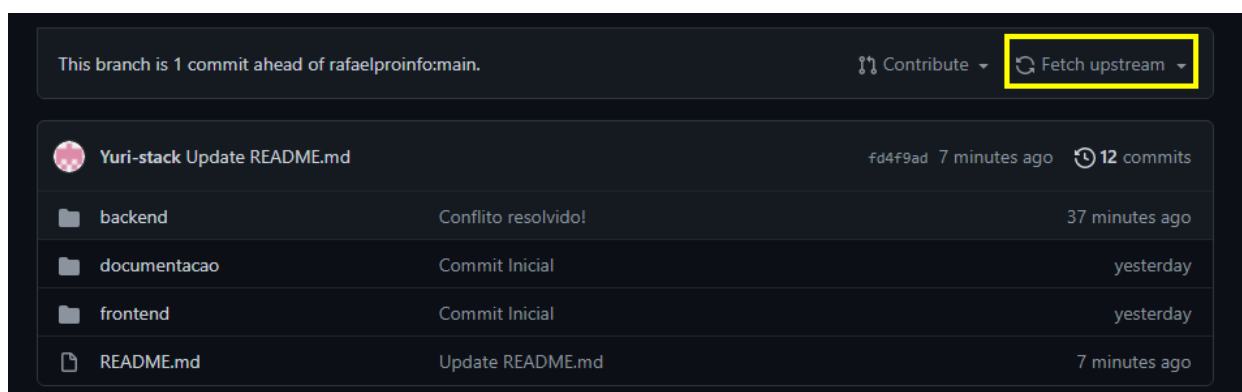 This branch is 1 commit ahead of rafaelproinfo:main. Contribute Fetch upstream
Yuri-stack Update README.md fd4f9ad 7 minutes ago 12 commits
backend Conflito resolvido! 37 minutes ago
documentacao Commit Inicial yesterday
frontend Commit Inicial yesterday
README.md Update README.md 7 minutes ago